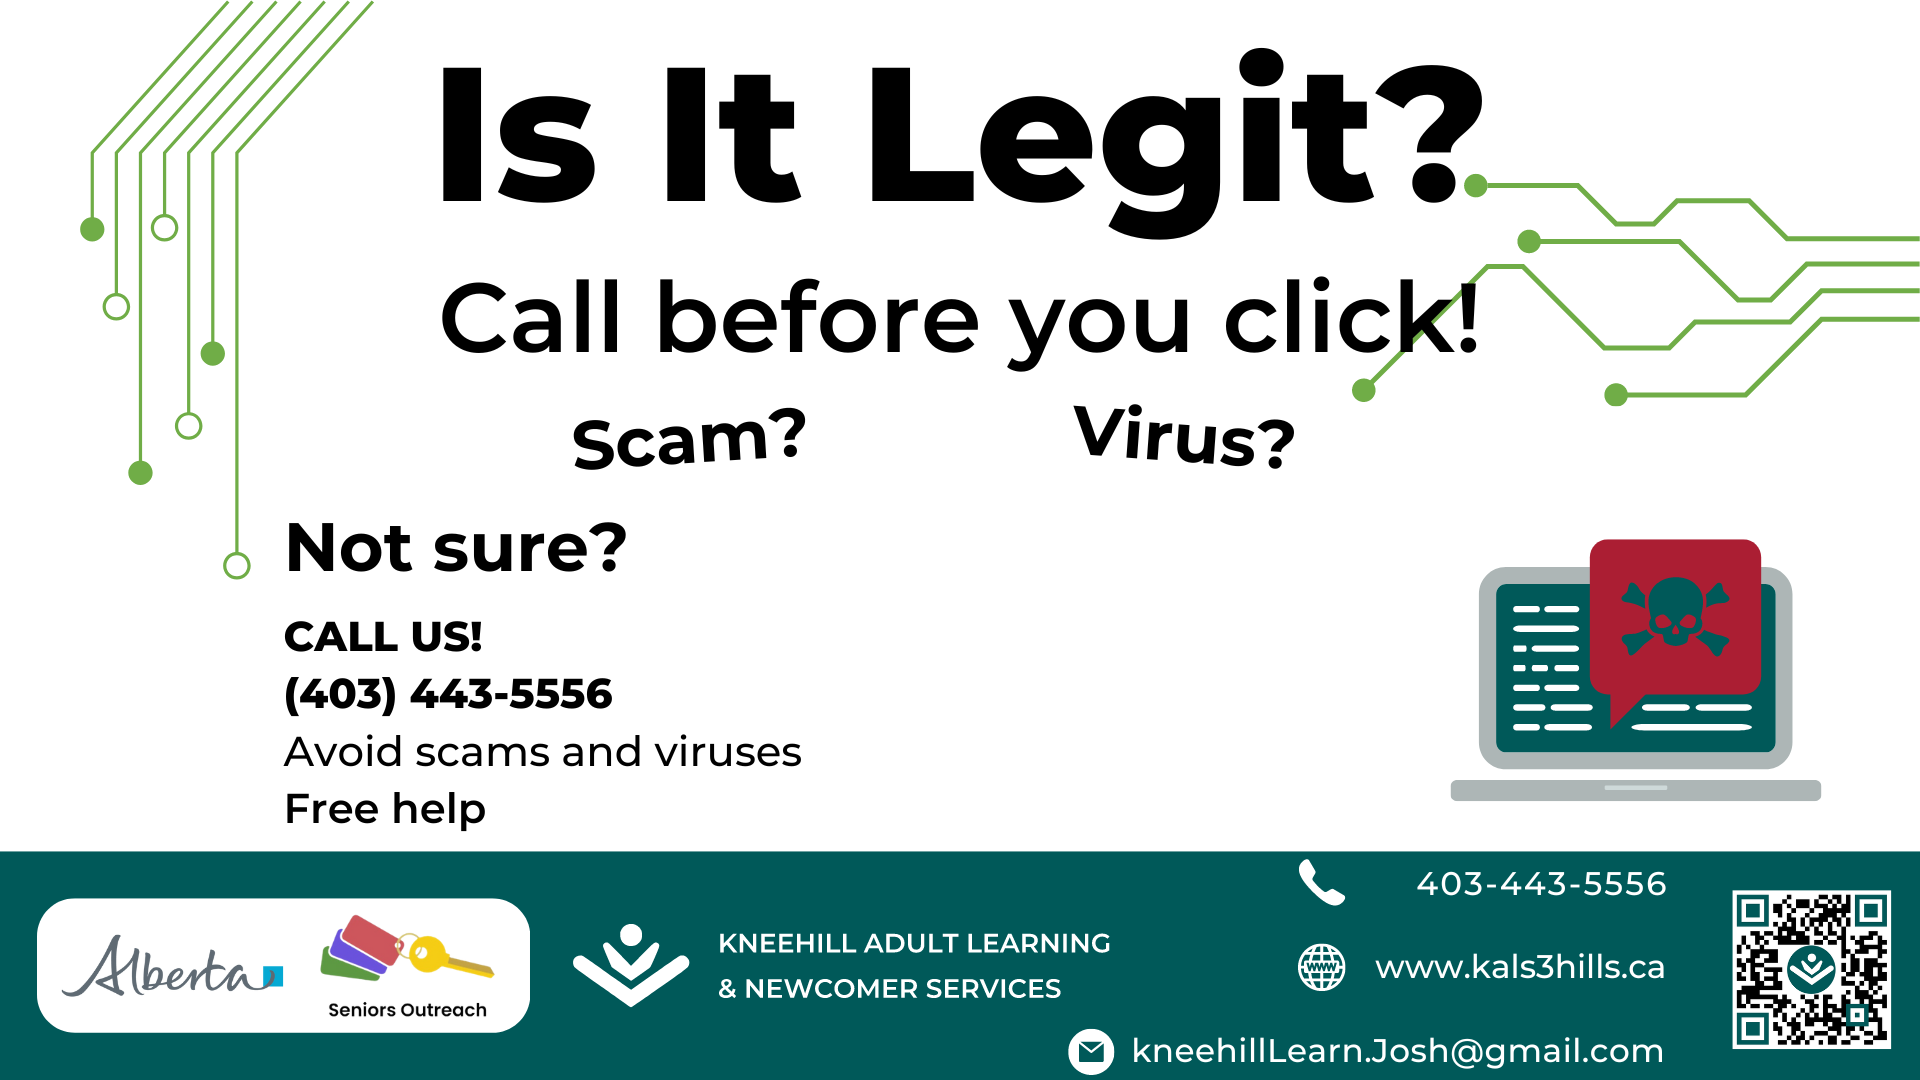 Is It Legit?
Call before you click!
Scam? Virus?
Not sure?
CALL US!
(403) 443-5556
Avoid scams and viruses
Free help
Alberta
Seniors Outreach
KNEEHILL ADULT LEARNING
& NEWCOMER SERVICES
403-443-5556
www
www.kals3hills.ca
kneehillLearn.Josh@gmail.com